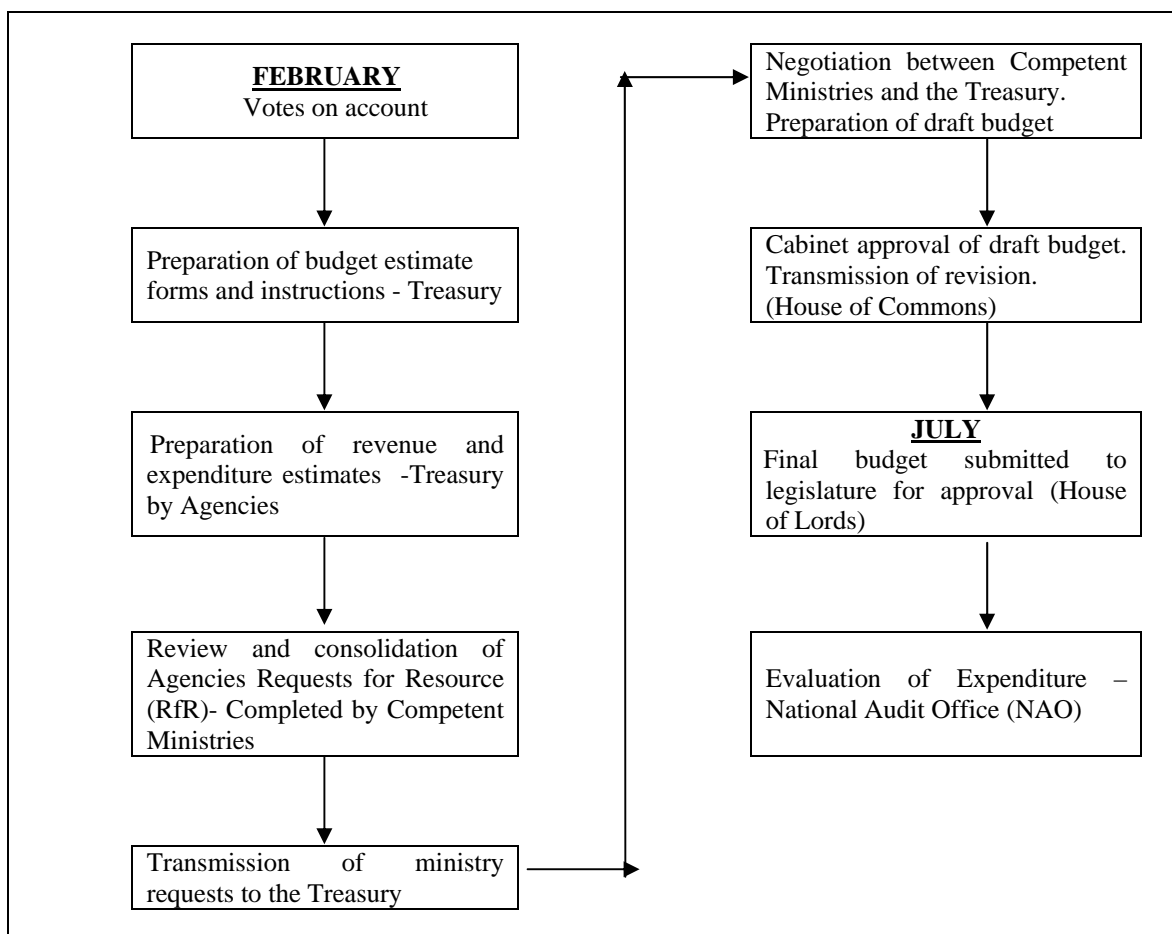 FEBRUARY
Votes on account
Preparation of budget estimate
forms and instructions - Treasury
Preparation of revenue and
expenditure estimates -Treasury
by Agencies
Review and consolidation of
Agencies Requests for Resource
(RfR)- Completed by Competent
Ministries
Transmission of ministry
requests to the Treasury
Negotiation between Competent
Ministries and the Treasury.
Preparation of draft budget
Cabinet approval of draft budget.
Transmission of revision.
(House of Commons)
JULY
Final budget submitted to
legislature for approval (House
of Lords)
Evaluation of Expenditure –
National Audit Office (NAO)